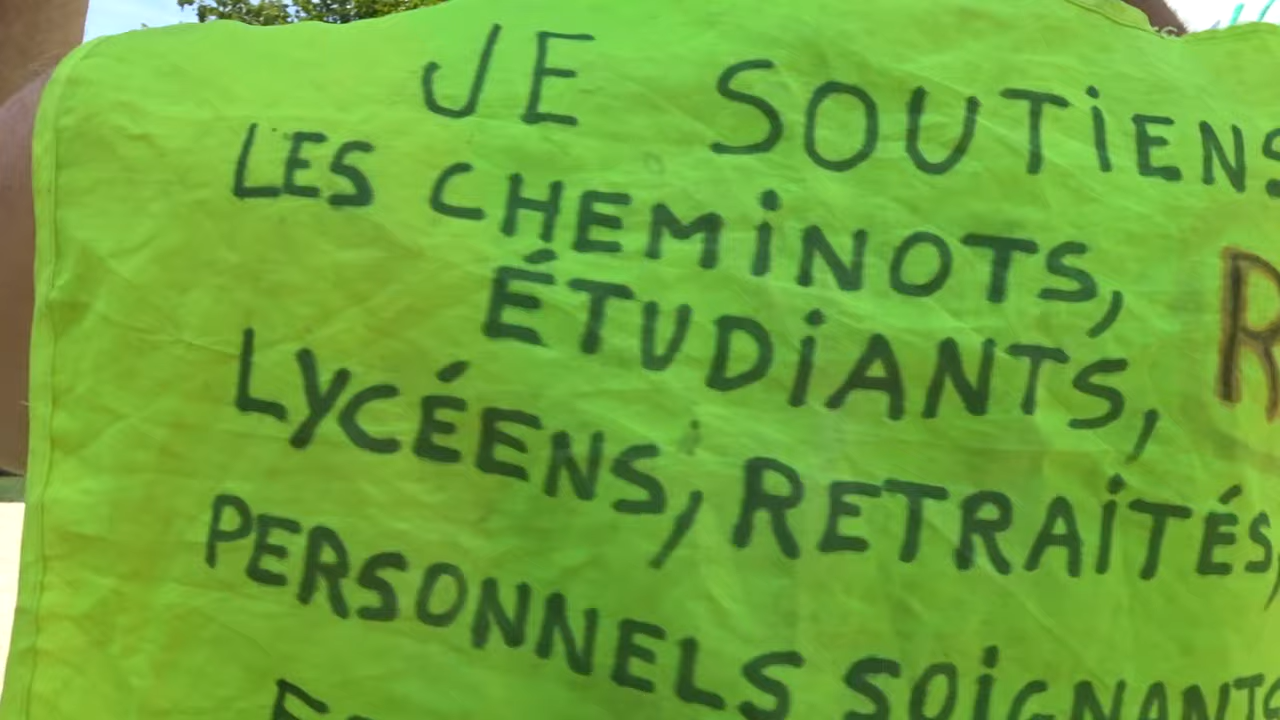 JE SOUTIENS
LES CHEMINOTS,
ÉTUDIANTS,
LYCÉENS, RETRAITÉS,
PERSONNELS SOIGNANTS